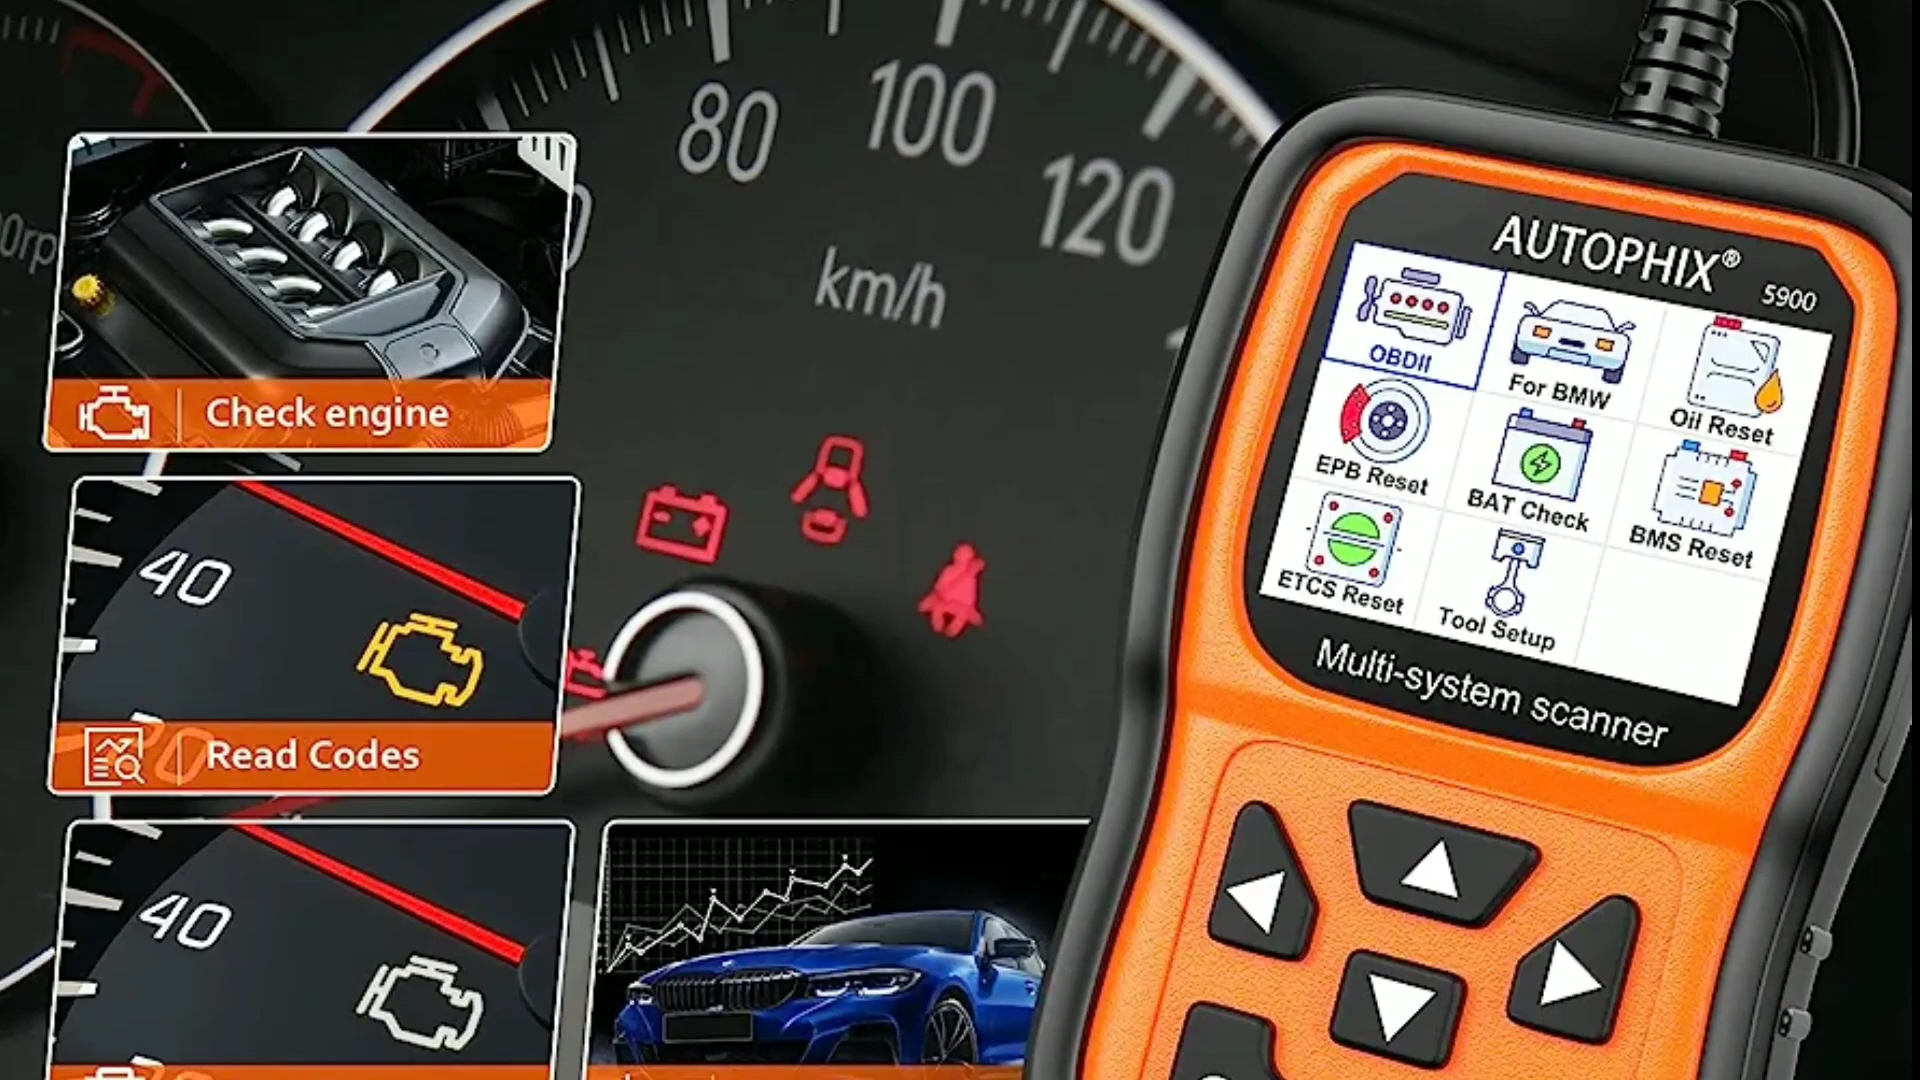 80
100
120
km/h
Check engine
40
Read Codes
40
AUTOPHIX®
5900
OBDII
For BMW
Oil Reset
EPB Reset
BAT Check
BMS Reset
ETCS Reset
Tool Setup
Multi-system scanner